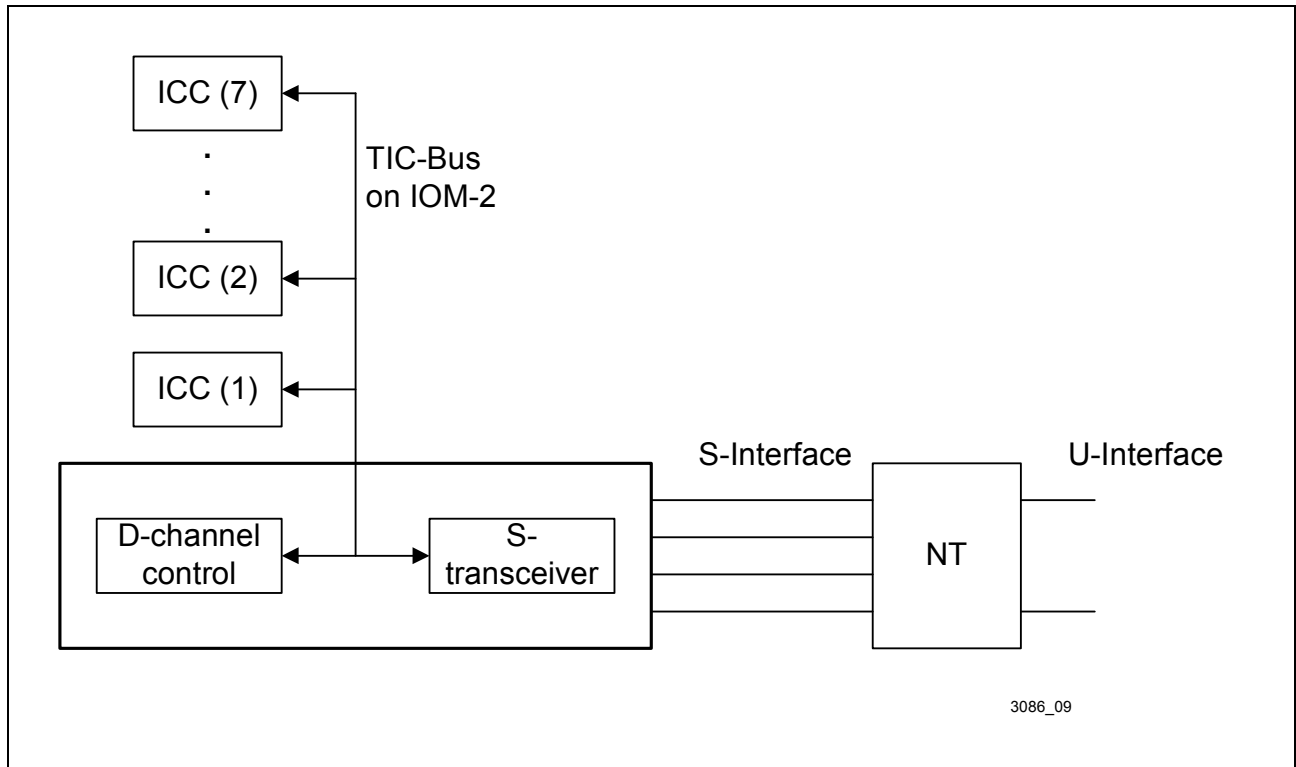 ICC (7)
TIC-Bus
on IOM-2
.
.
.
ICC (2)
ICC (1)
S-Interface
U-Interface
D-channel
control
S-
transceiver
NT
3086_09